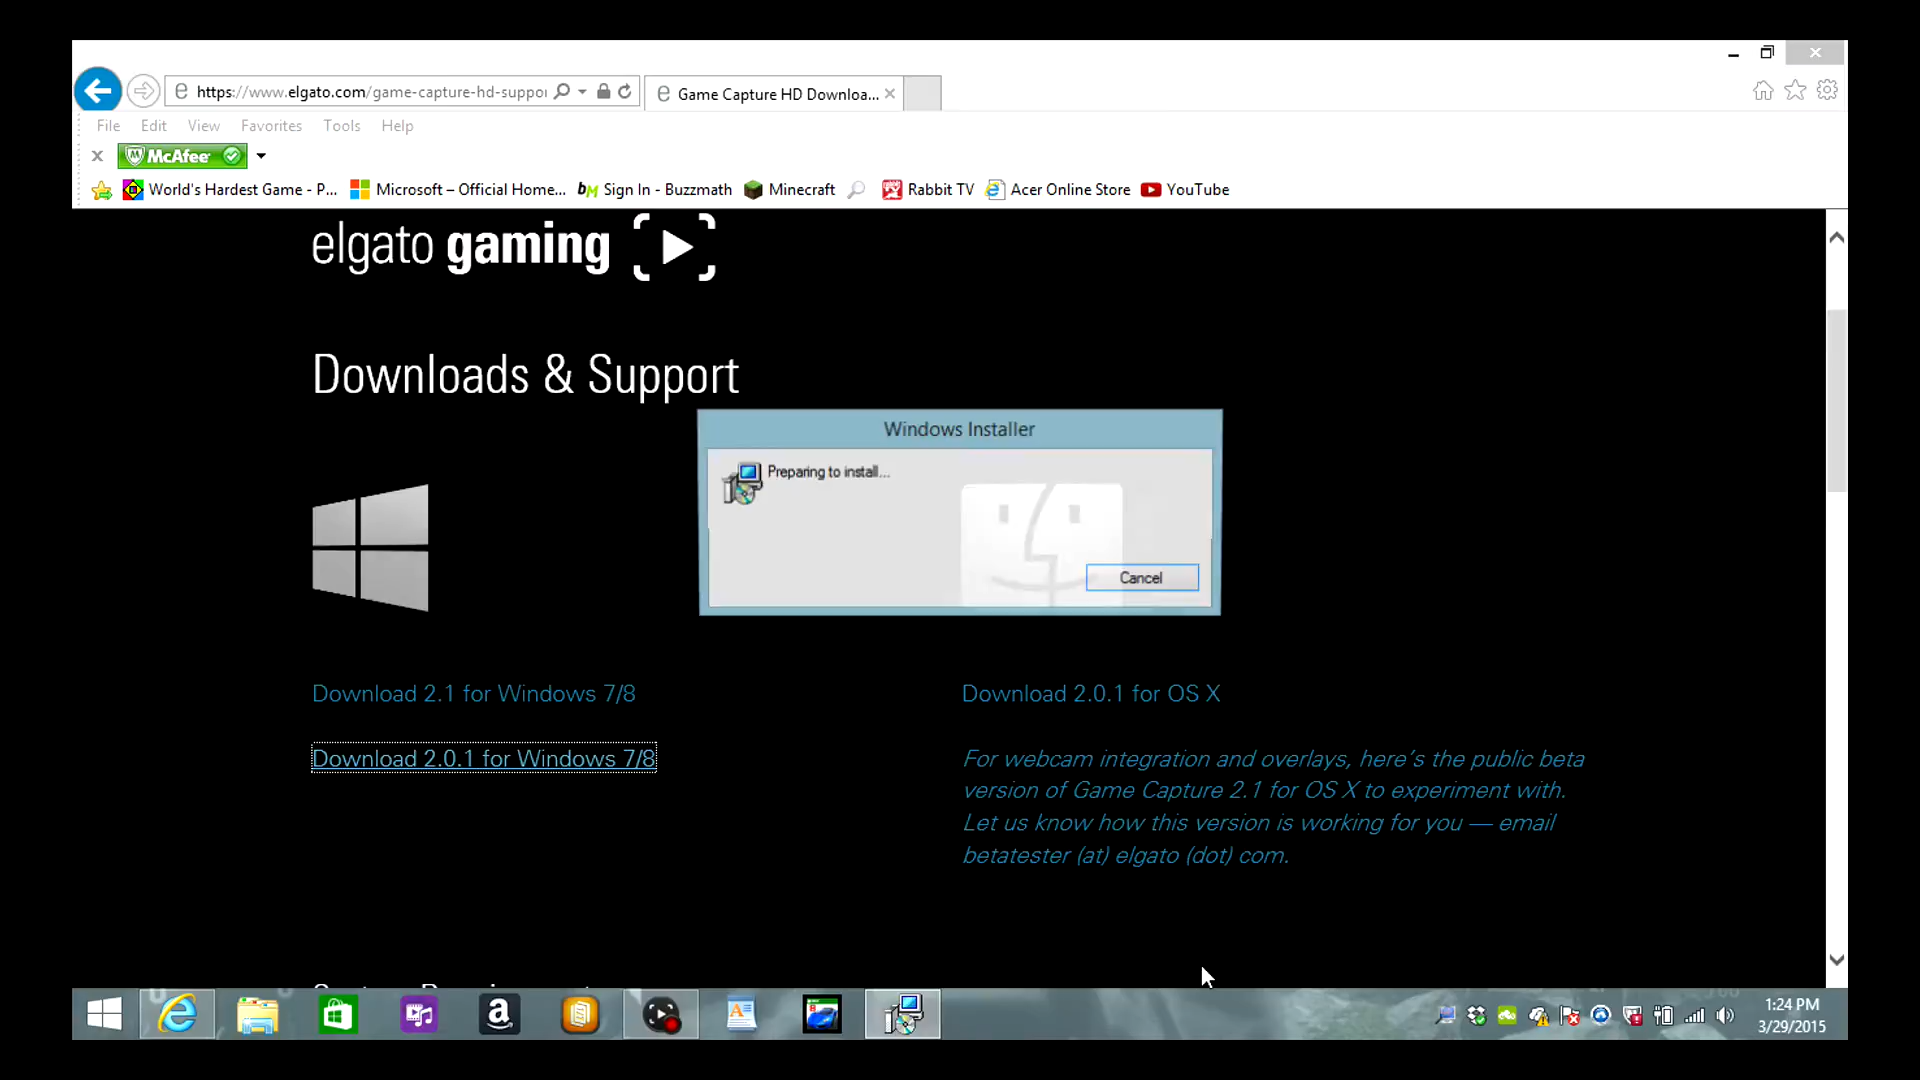 https://www.elgato.com/game-capture-hd-suppo
Game Capture HD Downloa...
File Edit View Favorites Tools Help
McAfee
World's Hardest Game - P... Microsoft – Official Home... Sign In - Buzzmath Minecraft Rabbit TV Acer Online Store YouTube
elgato gaming
Downloads & Support
Windows Installer
Preparing to install...
Cancel
Download 2.1 for Windows 7/8
Download 2.0.1 for Windows 7/8
Download 2.0.1 for OS X
For webcam integration and overlays, here's the public beta
version of Game Capture 2.1 for OS X to experiment with.
Let us know how this version is working for you — email
betatester (at) elgato (dot) com.
1:24 PM
3/29/2015